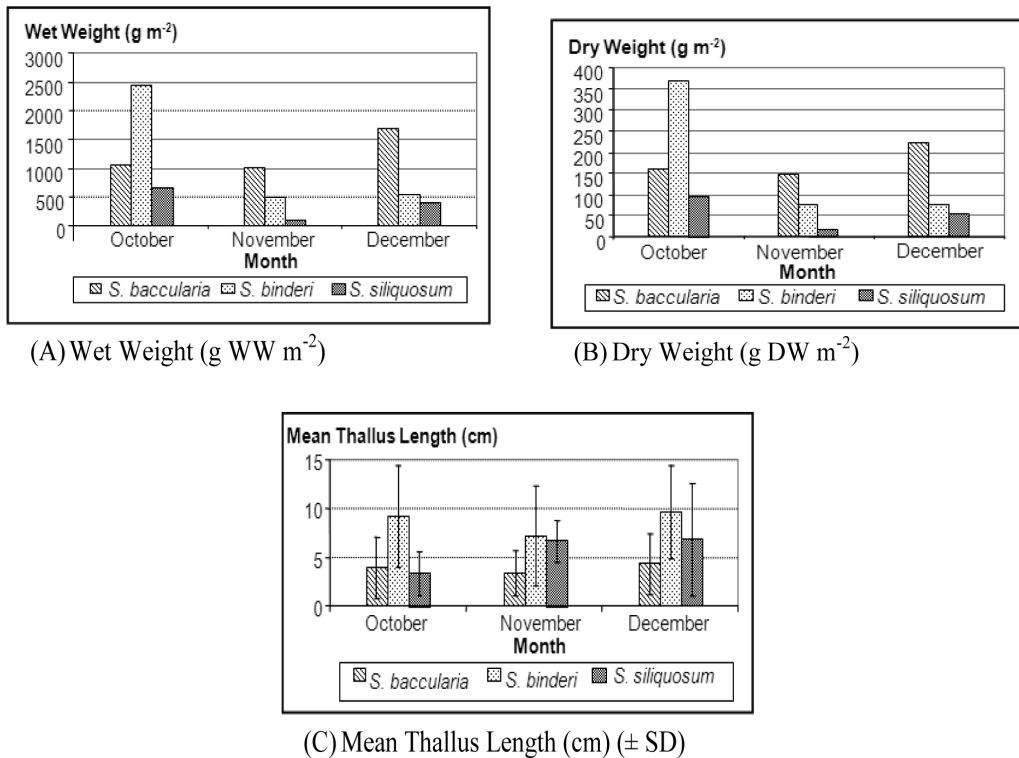 Wet Weight (g m-2)
3000
2500
2000
1500
1000
500
0
October November December
Month
S. baccularia S. binderi S. siliquosum
(A) Wet Weight (g WW m-2)
Dry Weight (g m-2)
400
350
300
250
200
150
100
50
0
October November December
Month
S. baccularia S. binderi S. siliquosum
(B) Dry Weight (g DW m-2)
Mean Thallus Length (cm)
15
10
5
0
October November December
Month
S. baccularia S. binderi S. siliquosum
(C) Mean Thallus Length (cm) (± SD)